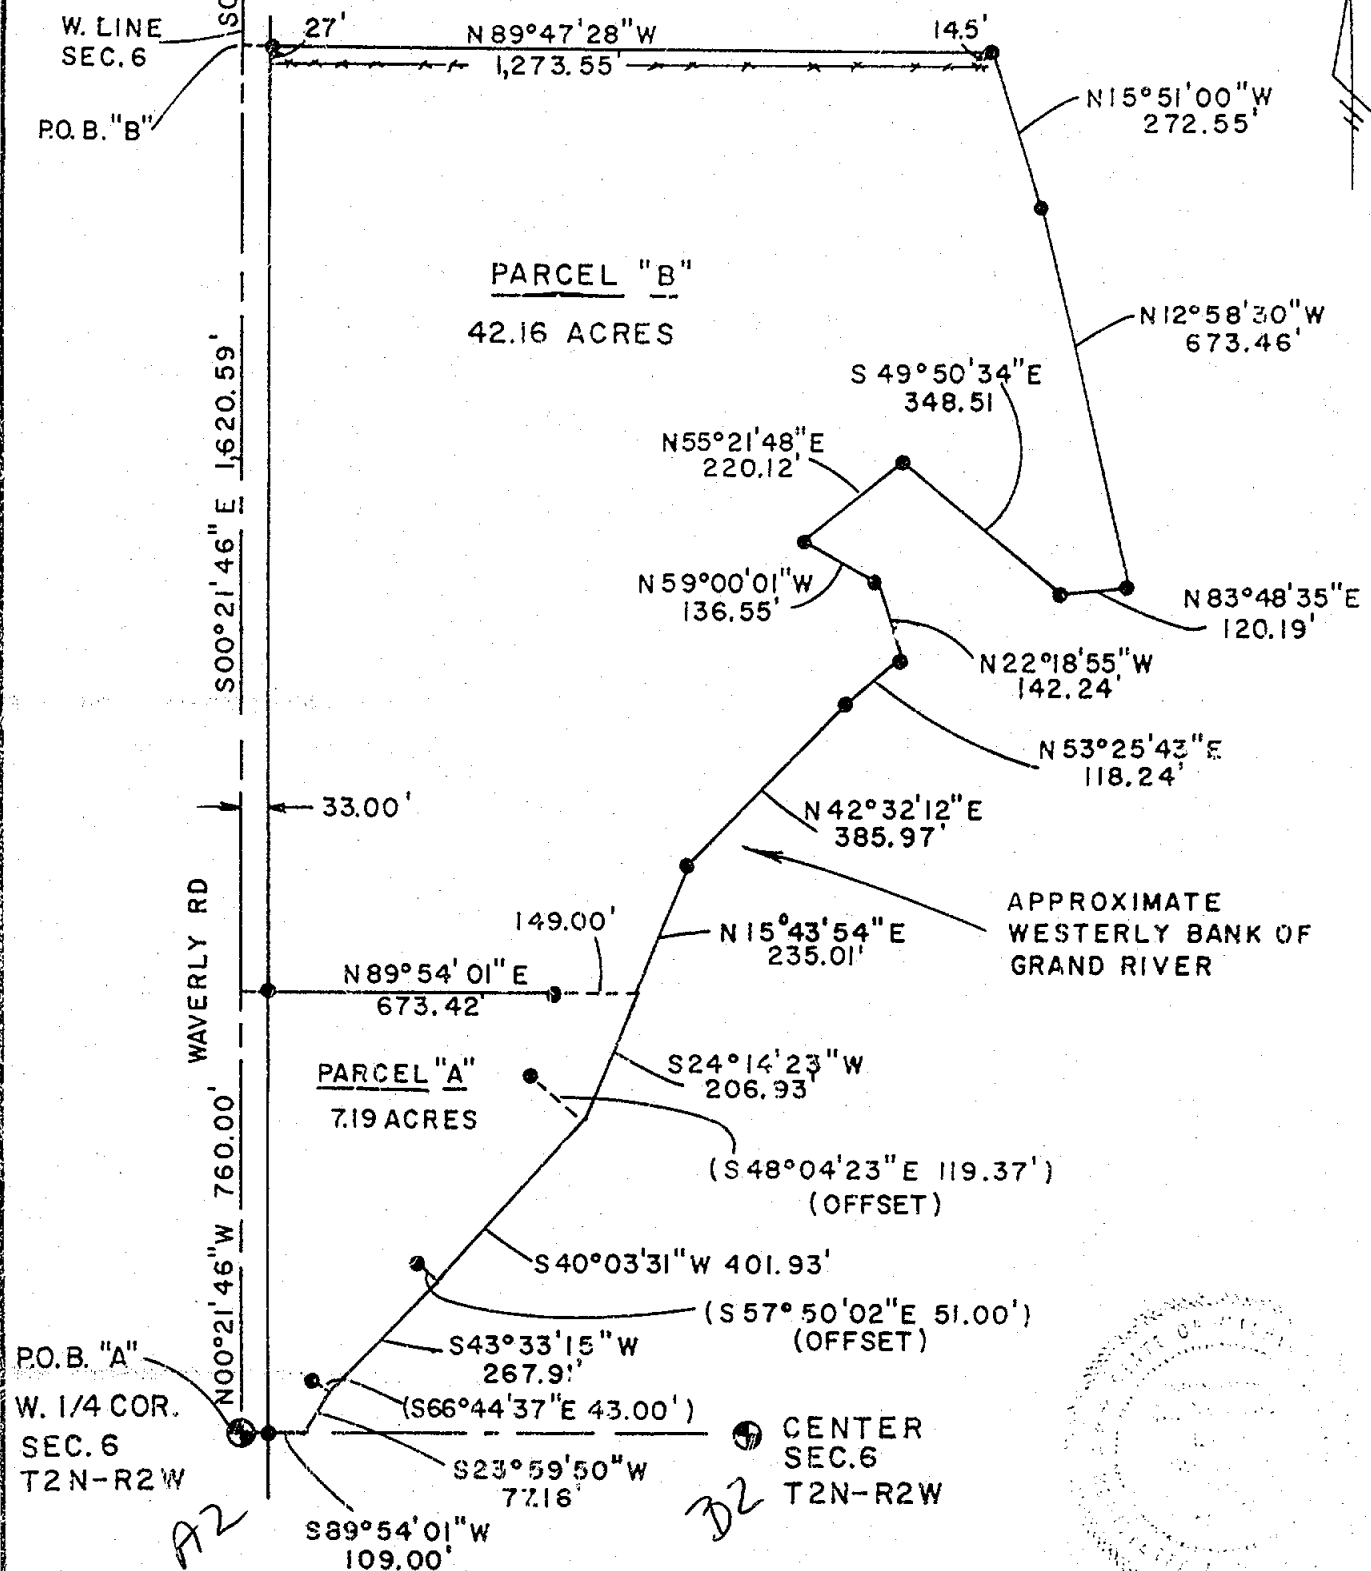 W. LINE
SEC. 6
27'
N89°47'28"W
1,273.55'
14.5'
P.O.B. "B"
N15°51'00"W
272.55'
PARCEL "B"
42.16 ACRES
N12°58'30"W
673.46'
S00°21'46"E 1,620.59'
S 49°50'34"E
348.51
N55°21'48"E
220.12'
N59°00'01"W
136.55'
N83°48'35"E
120.19'
N22°18'55"W
142.24'
N53°25'43"E
118.24'
33.00'
N42°32'12"E
385.97'
WAVERLY RD
APPROXIMATE
WESTERLY BANK OF
GRAND RIVER
149.00'
N15°43'54"E
235.01'
N89°54'01"E
673.42'
PARCEL "A"
7.19 ACRES
S24°14'23"W
206.93'
(S48°04'23"E 119.37')
(OFFSET)
N00°21'46"W 760.00'
S40°03'31"W 401.93'
(S57°50'02"E 51.00')
(OFFSET)
S43°33'15"W
267.91'
P.O.B. "A"
W. 1/4 COR.
SEC. 6
T2N-R2W
(S66°44'37"E 43.00')
CENTER
SEC. 6
T2N-R2W
S23°59'50"W
77.16'
S89°54'01"W
109.00'
A2
B2